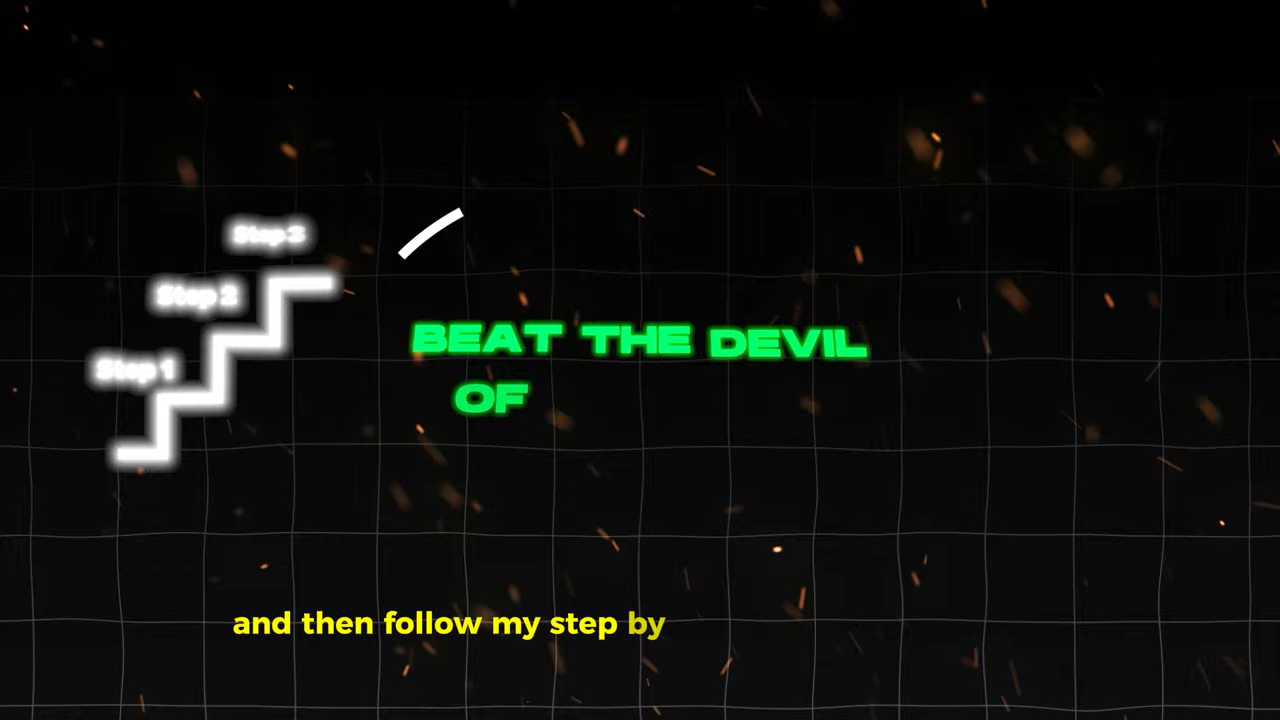 Step 3
Step 2
Step 1
BEAT THE DEVIL
OF
and then follow my step by